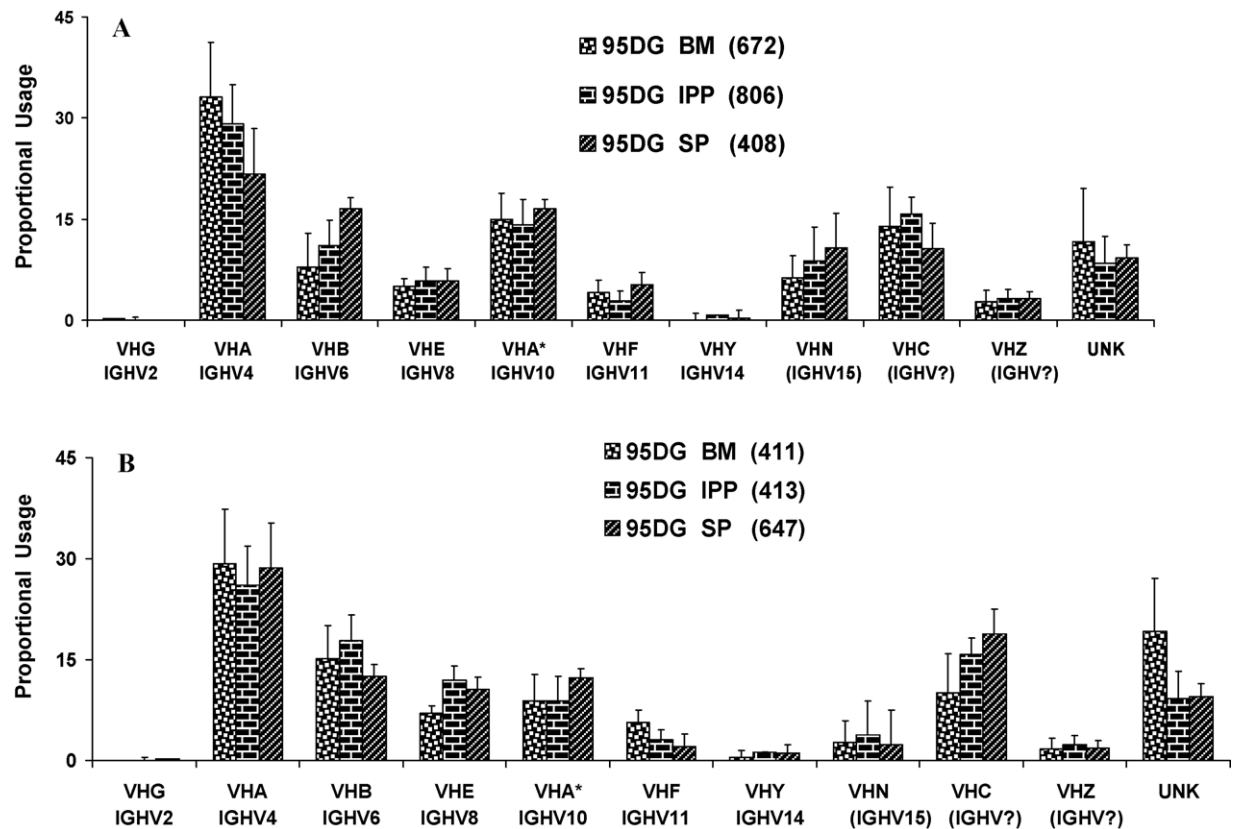 A
Proportional Usage
45
30
15
0
95DG BM (672)
95DG IPP (806)
95DG SP (408)
VHG VHA VHB VHE VHA* VHF VHY VHN VHC VHZ UNK
IGHV2 IGHV4 IGHV6 IGHV8 IGHV10 IGHV11 IGHV14 (IGHV15) (IGHV?) (IGHV?)
B
Proportional Usage
45
30
15
0
95DG BM (411)
95DG IPP (413)
95DG SP (647)
VHG VHA VHB VHE VHA* VHF VHY VHN VHC VHZ UNK
IGHV2 IGHV4 IGHV6 IGHV8 IGHV10 IGHV11 IGHV14 (IGHV15) (IGHV?) (IGHV?)